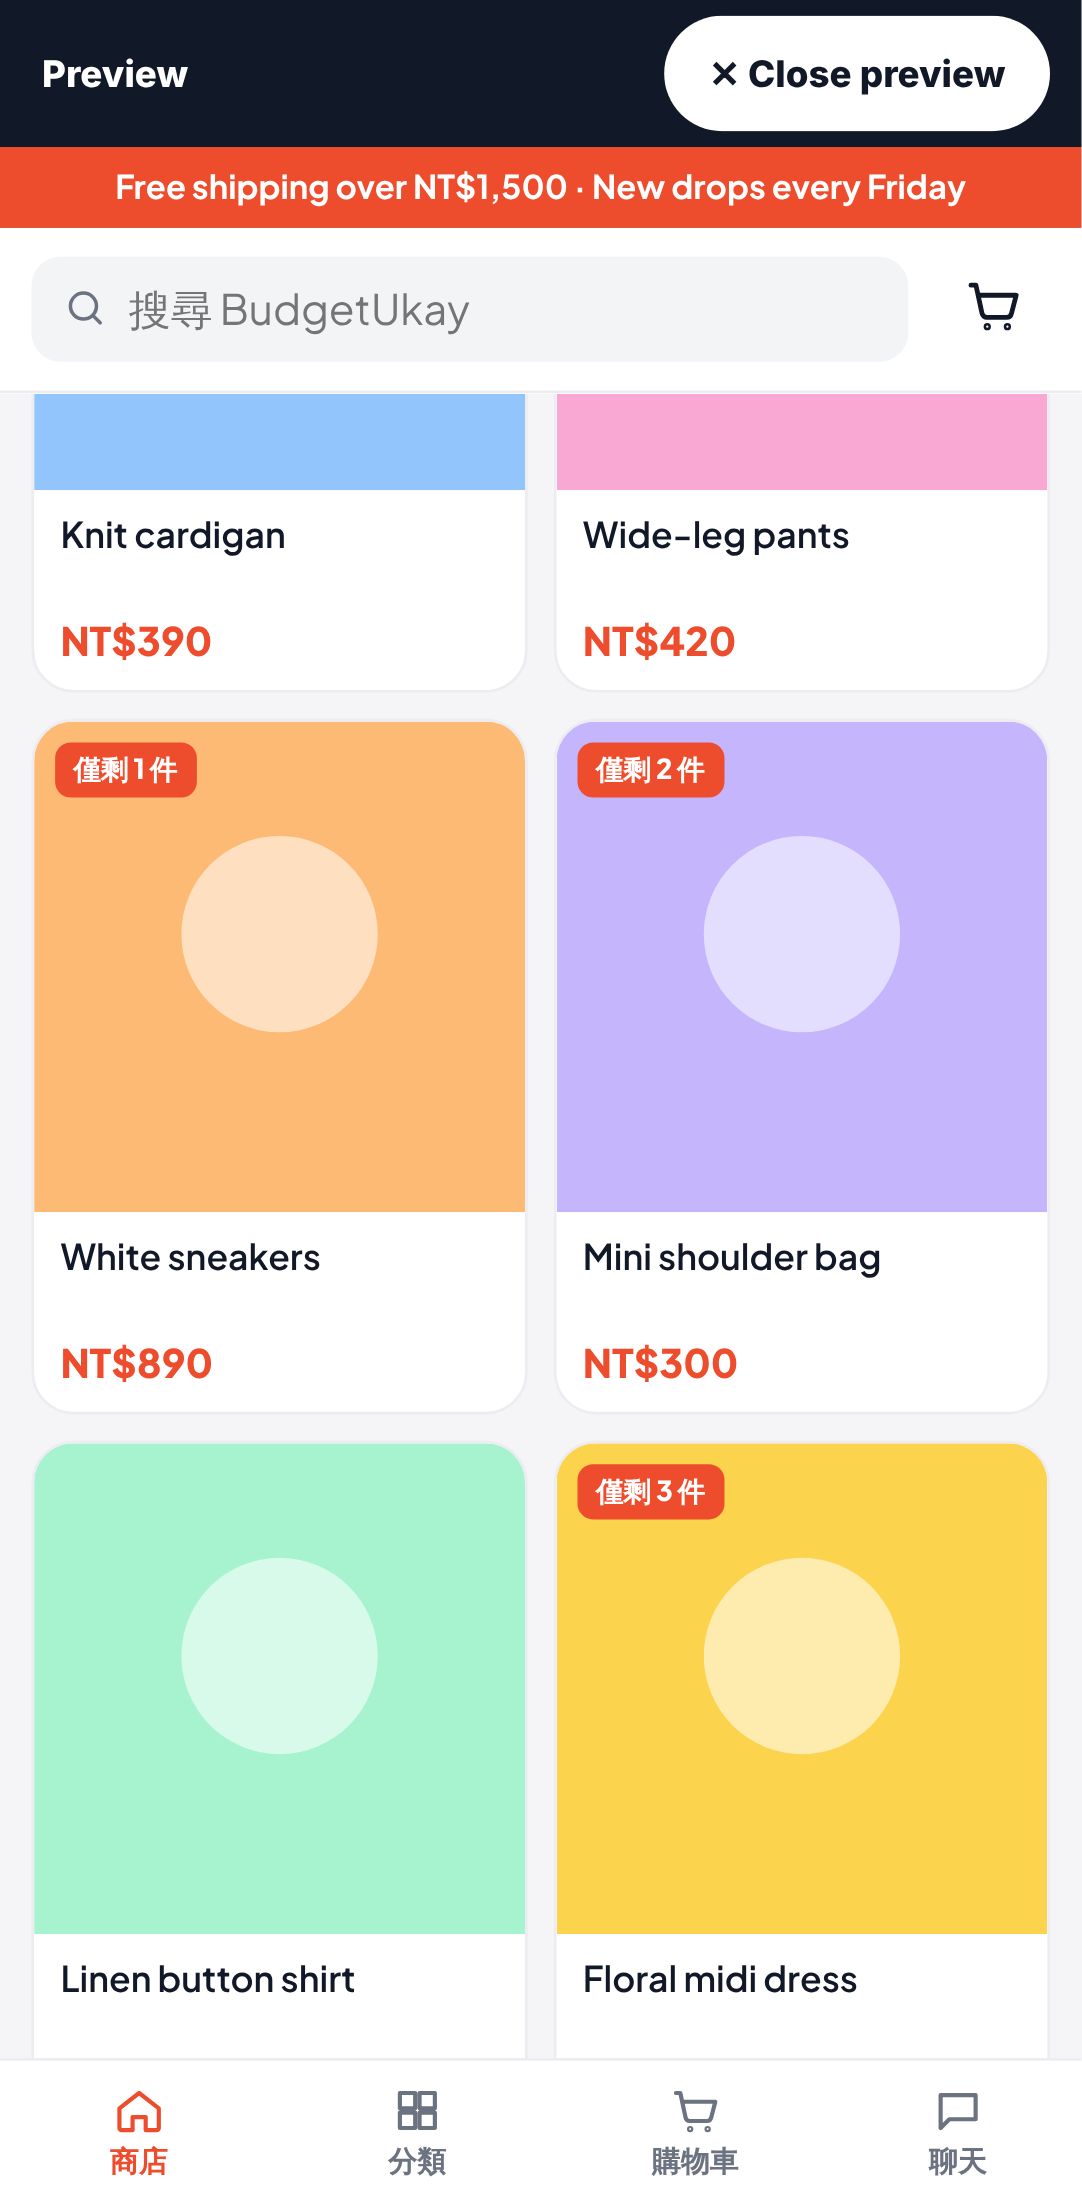 Preview
✕ Close preview
Free shipping over NT$1,500 · New drops every Friday
搜尋 BudgetUkay
Knit cardigan
NT$390
Wide-leg pants
NT$420
僅剩 1 件
White sneakers
NT$890
僅剩 2 件
Mini shoulder bag
NT$300
Linen button shirt
僅剩 3 件
Floral midi dress
商店
分類
購物車
聊天